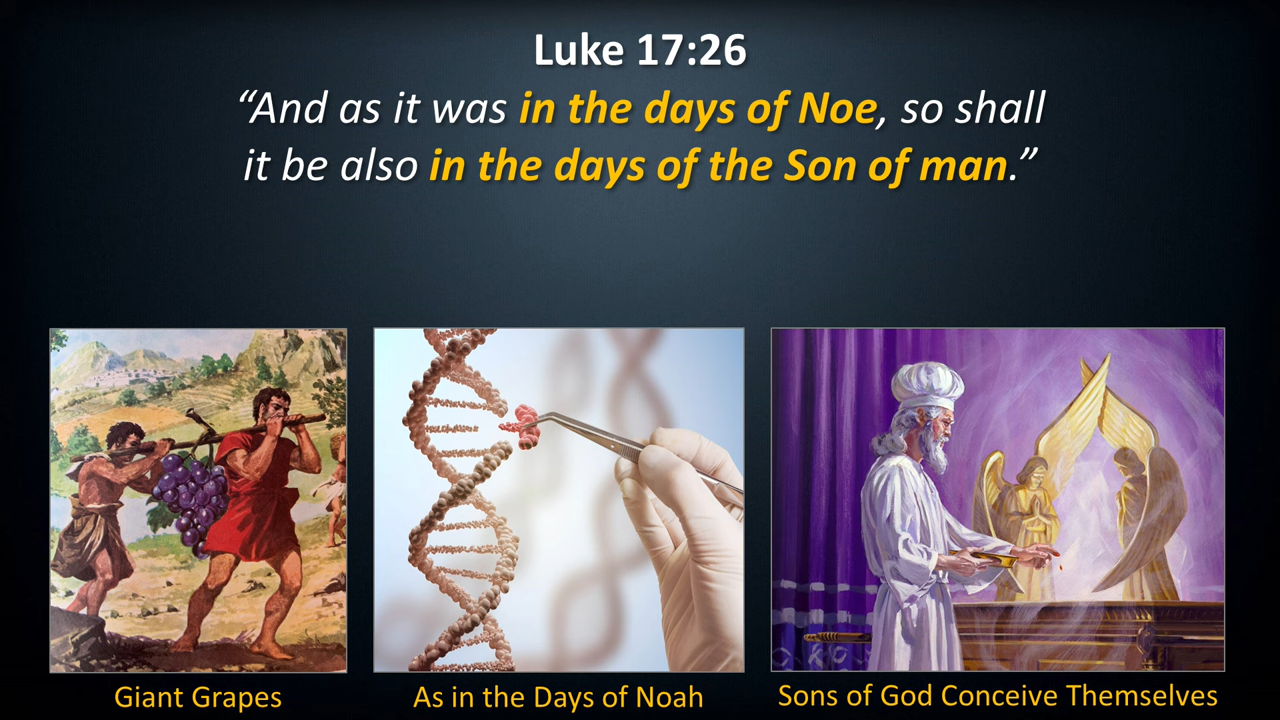 Luke 17:26
“And as it was in the days of Noe, so shall
it be also in the days of the Son of man.”
Giant Grapes
As in the Days of Noah
Sons of God Conceive Themselves